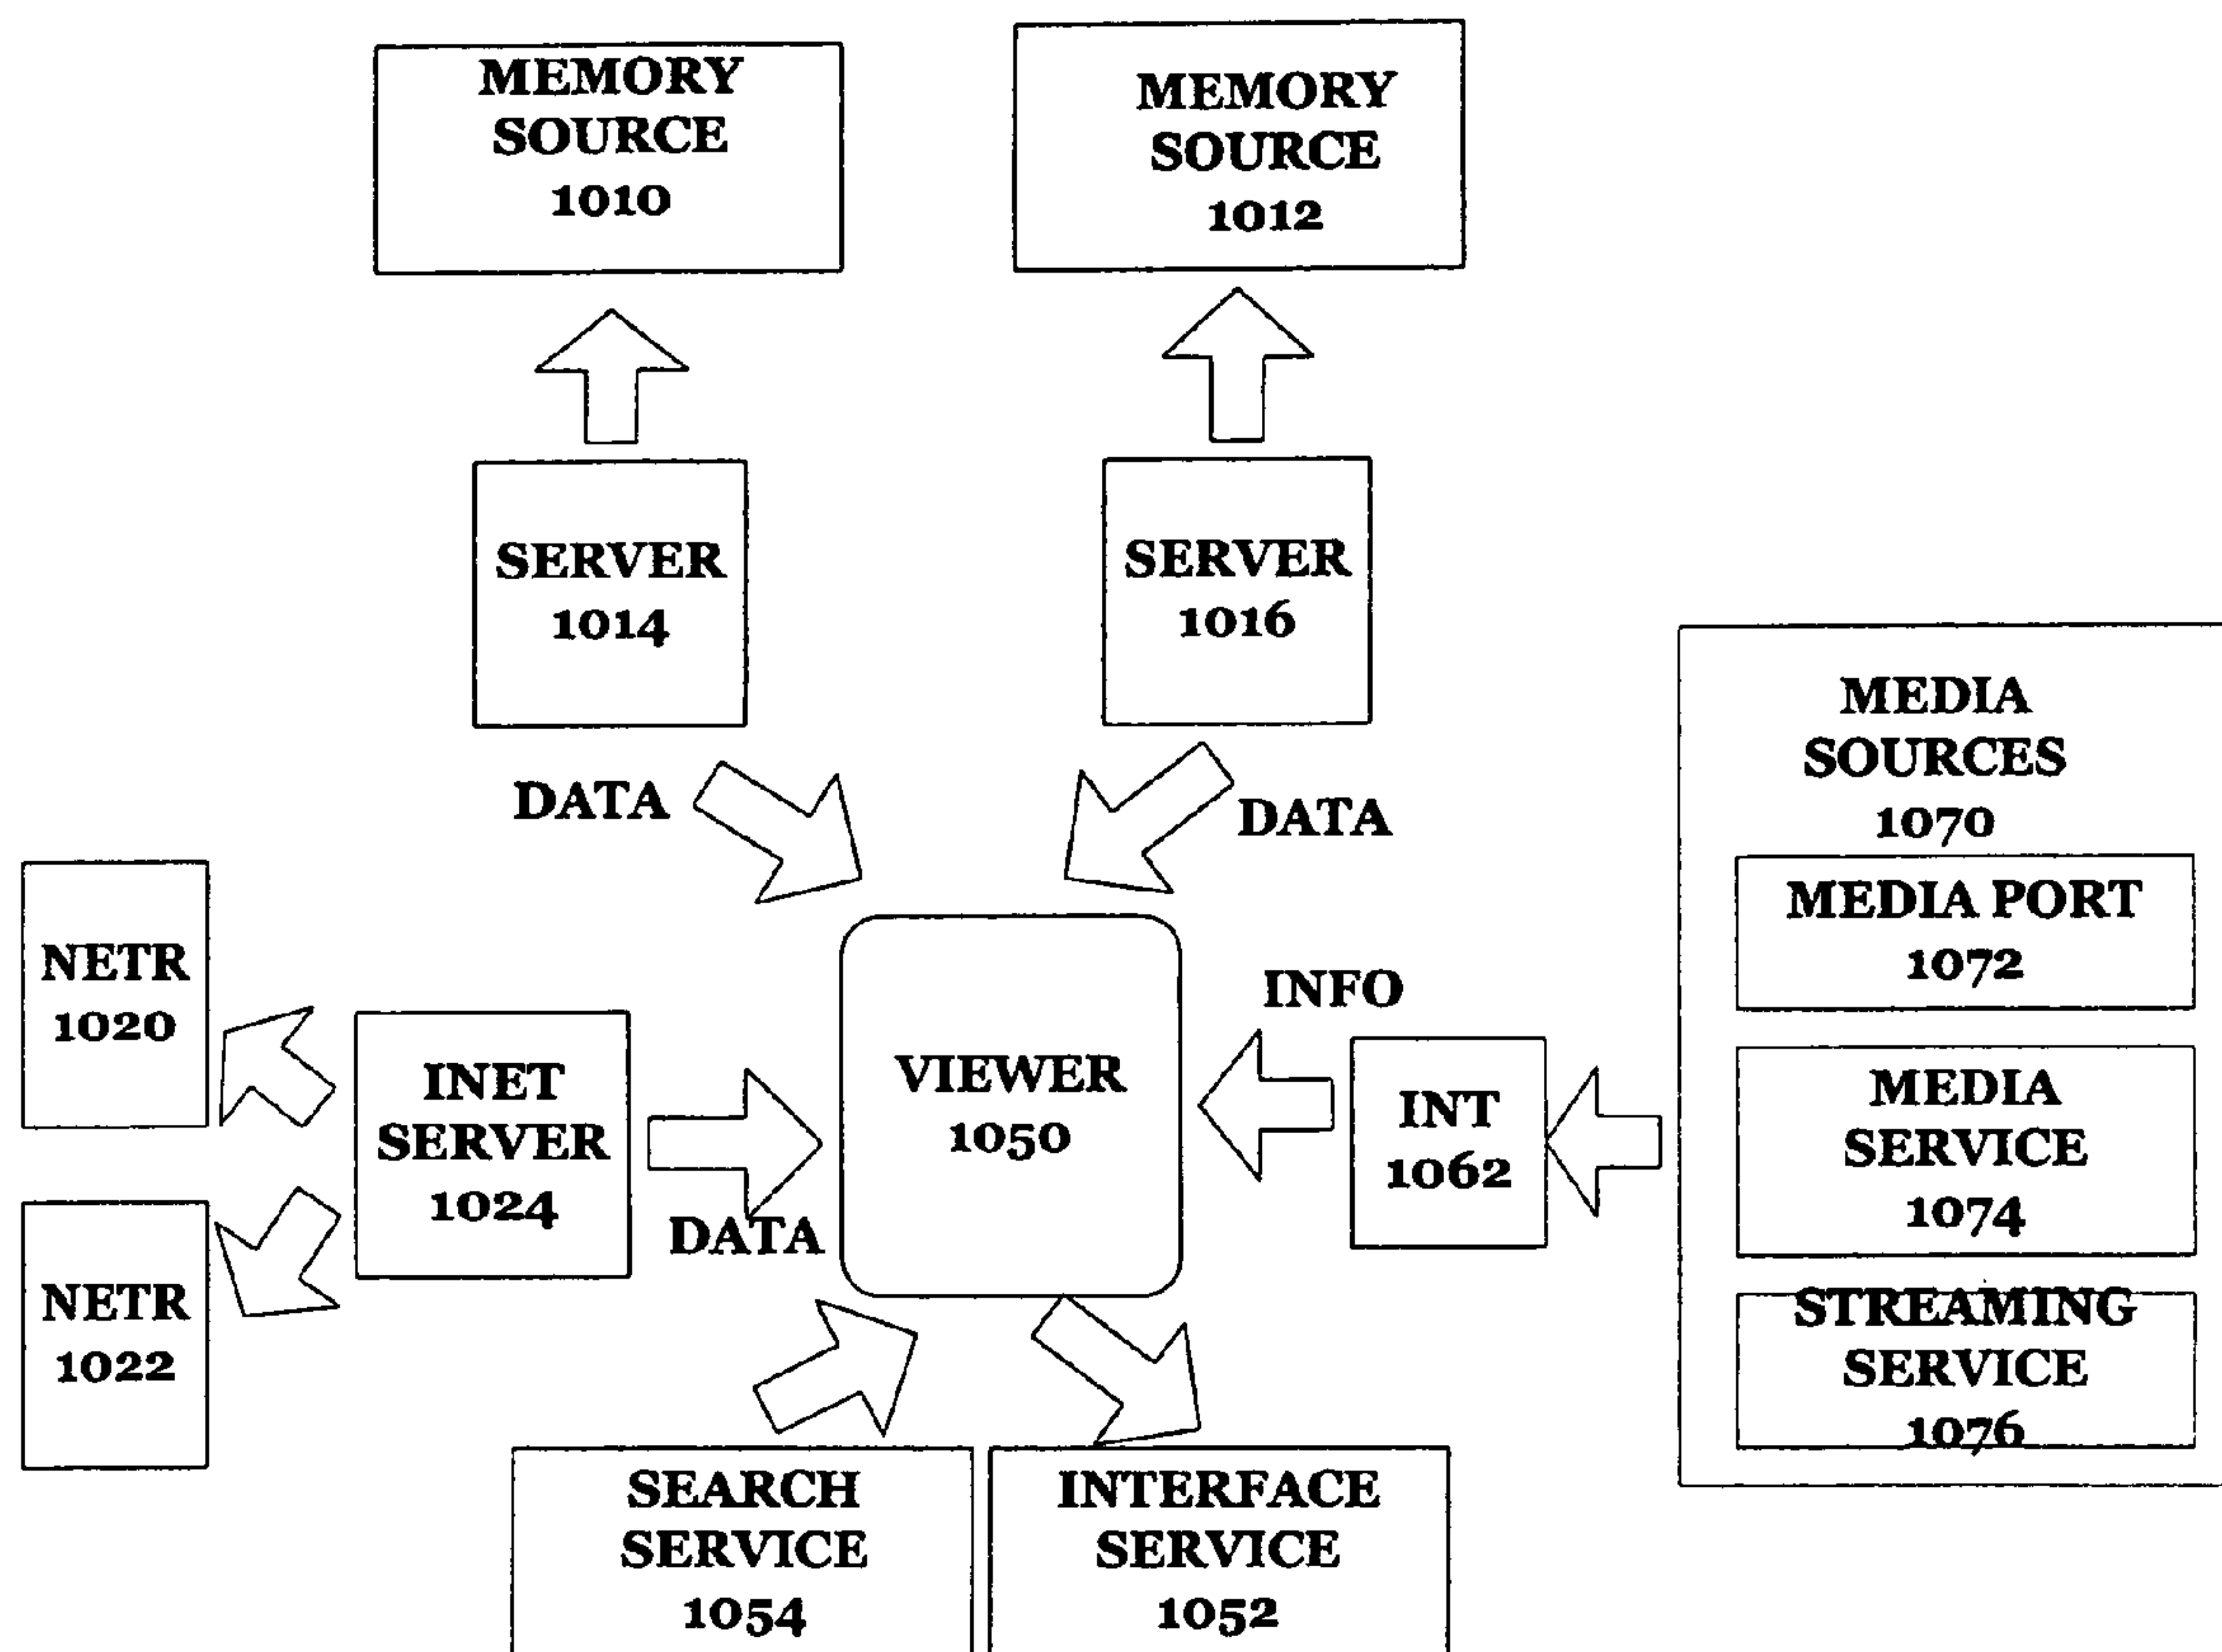 MEMORY
SOURCE
1010
MEMORY
SOURCE
1012
SERVER
1014
SERVER
1016
DATA
DATA
MEDIA
SOURCES
1070
MEDIA PORT
1072
MEDIA
SERVICE
1074
STREAMING
SERVICE
1076
NETR
1020
NETR
1022
INET
SERVER
1024
DATA
VIEWER
1050
INFO
INT
1062
SEARCH
SERVICE
1054
INTERFACE
SERVICE
1052